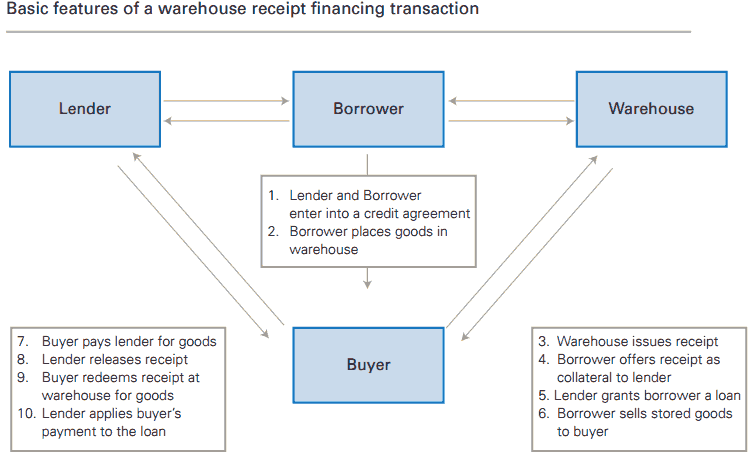 Basic features of a warehouse receipt financing transaction
Lender
Borrower
Warehouse
1. Lender and Borrower
enter into a credit agreement
2. Borrower places goods in
warehouse
Buyer
7. Buyer pays lender for goods
8. Lender releases receipt
9. Buyer redeems receipt at
warehouse for goods
10. Lender applies buyer's
payment to the loan
3. Warehouse issues receipt
4. Borrower offers receipt as
collateral to lender
5. Lender grants borrower a loan
6. Borrower sells stored goods
to buyer